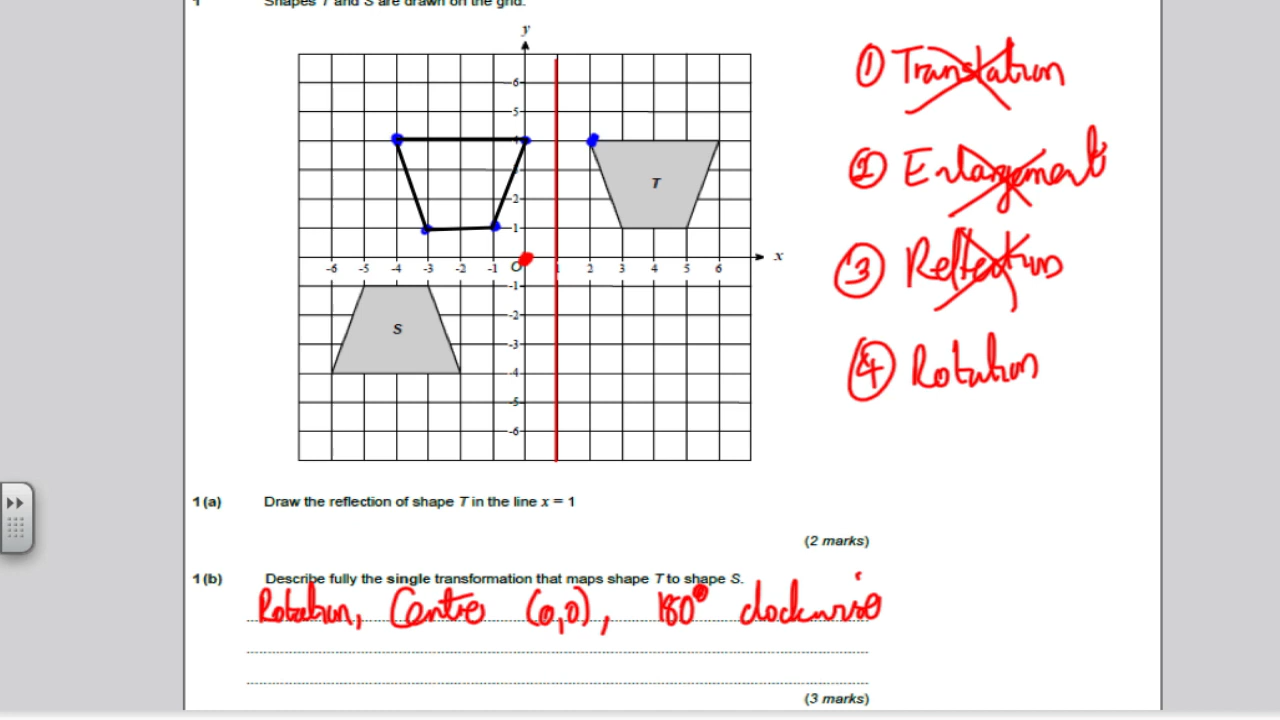 1 Shapes T and S are drawn on the grid.
y
6
5
2
1
-6 -5 -4 -3 -2 -1 O 1 2 3 4 5 6 x
-1
-2
-3
-4
-5
-6
T
S
① Translation
② Enlargement
③ Reflection
④ Rotation
1 (a) Draw the reflection of shape T in the line x = 1
(2 marks)
1 (b) Describe fully the single transformation that maps shape T to shape S.
Rotation, Centre (0,0), 180° clockwise
(3 marks)